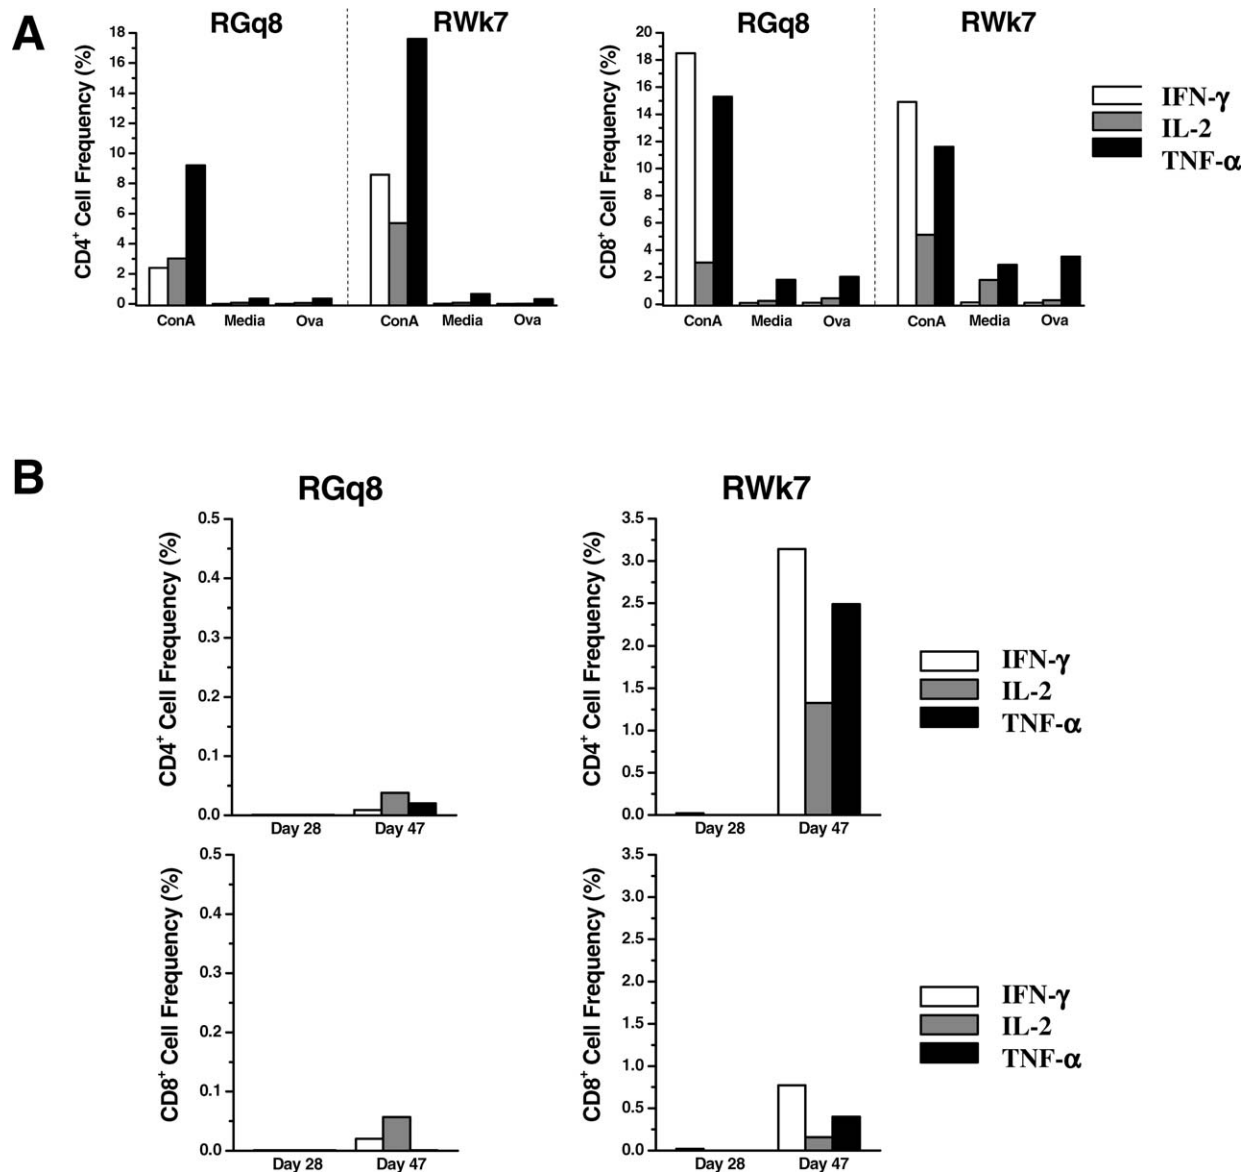 A
RGq8 RWk7
CD4+ Cell Frequency (%)
18
16
14
12
10
8
6
4
2
0
ConA Media Ova ConA Media Ova
RGq8 RWk7
CD8+ Cell Frequency (%)
20
18
16
14
12
10
8
6
4
2
0
ConA Media Ova ConA Media Ova
IFN-γ
IL-2
TNF-α
B
RGq8
CD4+ Cell Frequency (%)
0.5
0.4
0.3
0.2
0.1
0.0
Day 28 Day 47
RWk7
CD4+ Cell Frequency (%)
3.5
3.0
2.5
2.0
1.5
1.0
0.5
0.0
Day 28 Day 47
IFN-γ
IL-2
TNF-α
CD8+ Cell Frequency (%)
0.5
0.4
0.3
0.2
0.1
0.0
Day 28 Day 47
CD8+ Cell Frequency (%)
3.5
3.0
2.5
2.0
1.5
1.0
0.5
0.0
Day 28 Day 47
IFN-γ
IL-2
TNF-α